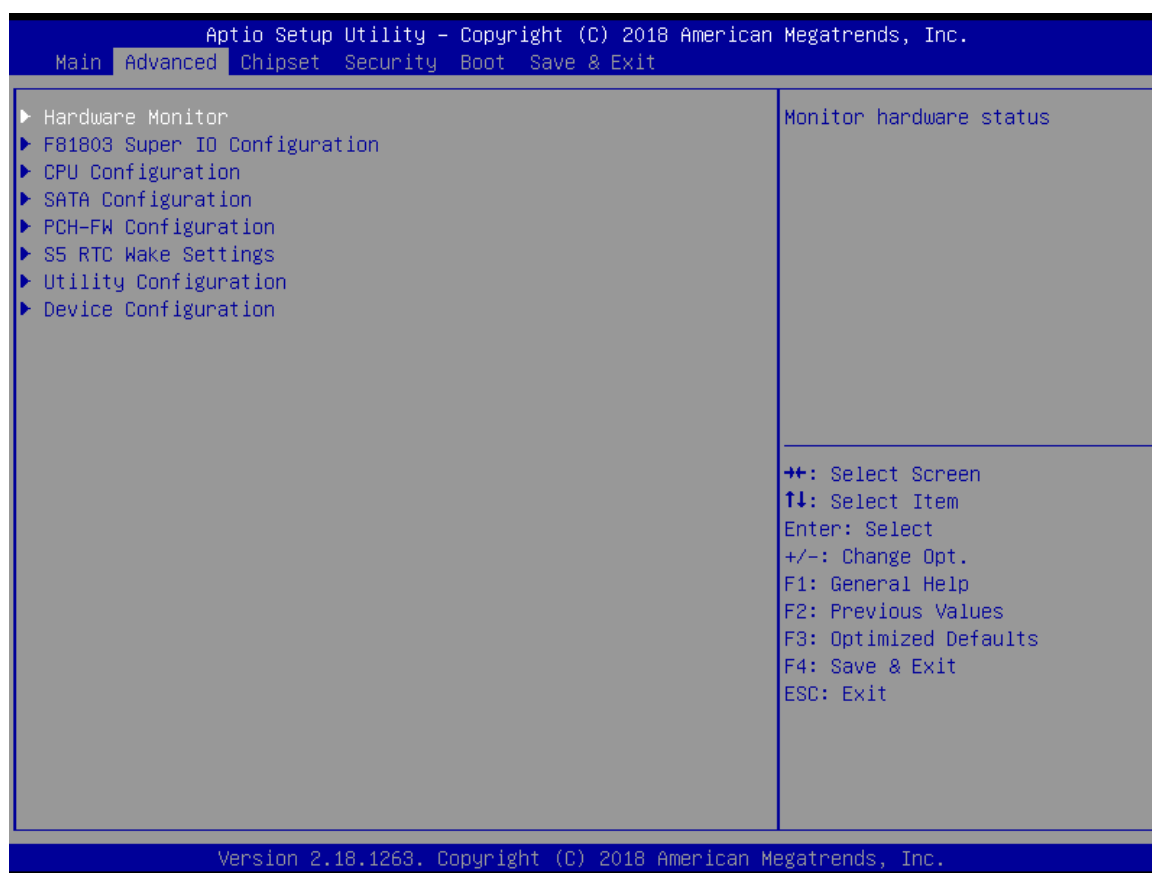 Aptio Setup Utility – Copyright (C) 2018 American Megatrends, Inc.
Main Advanced Chipset Security Boot Save & Exit
▶ Hardware Monitor
▶ F81803 Super IO Configuration
▶ CPU Configuration
▶ SATA Configuration
▶ PCH-FW Configuration
▶ S5 RTC Wake Settings
▶ Utility Configuration
▶ Device Configuration
Monitor hardware status
→←: Select Screen
↑↓: Select Item
Enter: Select
+/-: Change Opt.
F1: General Help
F2: Previous Values
F3: Optimized Defaults
F4: Save & Exit
ESC: Exit
Version 2.18.1263. Copyright (C) 2018 American Megatrends, Inc.